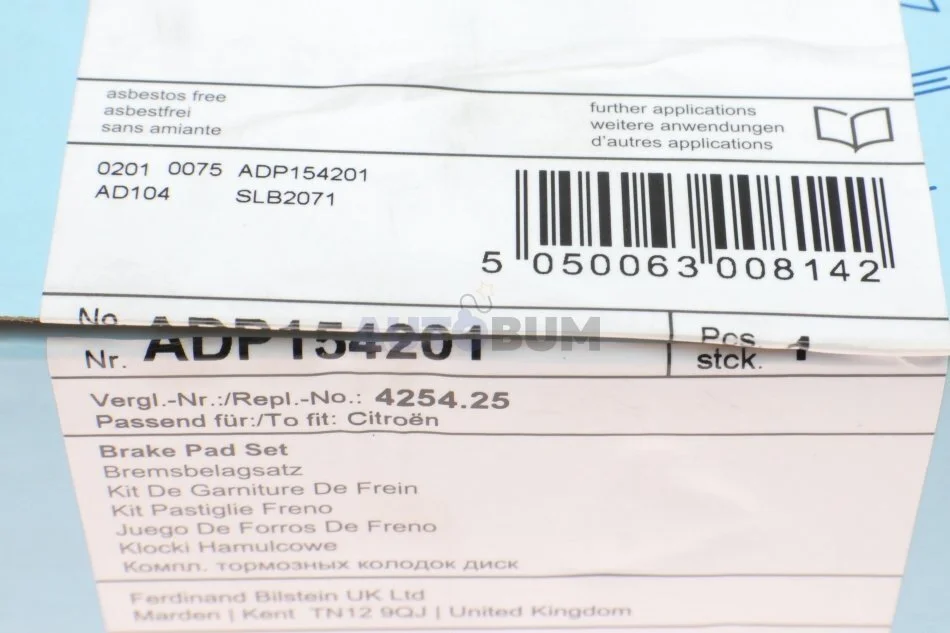 asbestos free
asbestfrei
sans amiante
further applications
weitere anwendungen
d'autres applications
0201 0075 ADP154201
AD104 SLB2071
5 050063 008142
No.
Nr. ADP154201
Pcs.
stck. 1
AUTOBUM
Vergl.-Nr.:/Repl.-No.: 4254.25
Passend für:/To fit: Citroën
Brake Pad Set
Bremsbelagsatz
Kit De Garniture De Frein
Kit Pastiglie Freno
Juego De Forros De Freno
Klocki Hamulcowe
Компл. тормозных колодок диск
Ferdinand Bilstein UK Ltd
Marden | Kent TN12 9QJ | United Kingdom